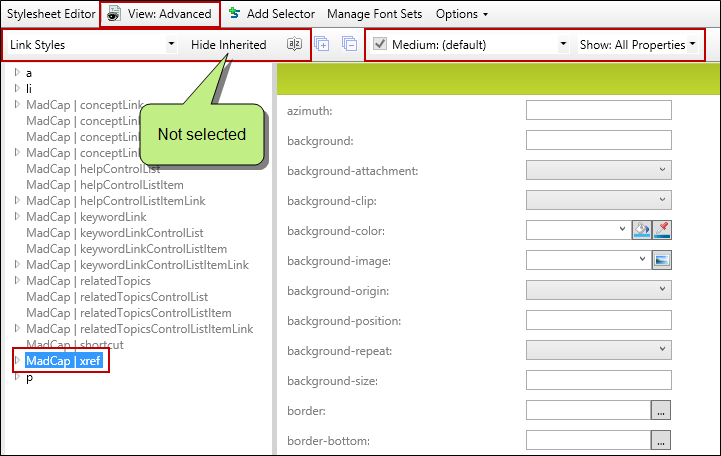 Stylesheet Editor View: Advanced Add Selector Manage Font Sets Options
Link Styles Hide Inherited Medium: (default) Show: All Properties
Not selected
a
li
MadCap | conceptLink
MadCap | conceptLin
MadCap | conceptLin
MadCap | conceptLin
MadCap | helpControlList
MadCap | helpControlListItem
MadCap | helpControlListItemLink
MadCap | keywordLink
MadCap | keywordLinkControlList
MadCap | keywordLinkControlListItem
MadCap | keywordLinkControlListItemLink
MadCap | relatedTopics
MadCap | relatedTopicsControlList
MadCap | relatedTopicsControlListItem
MadCap | relatedTopicsControlListItemLink
MadCap | shortcut
MadCap | xref
p
azimuth:
background:
background-attachment:
background-clip:
background-color:
background-image:
background-origin:
background-position:
background-repeat:
background-size:
border:
...
border-bottom:
...